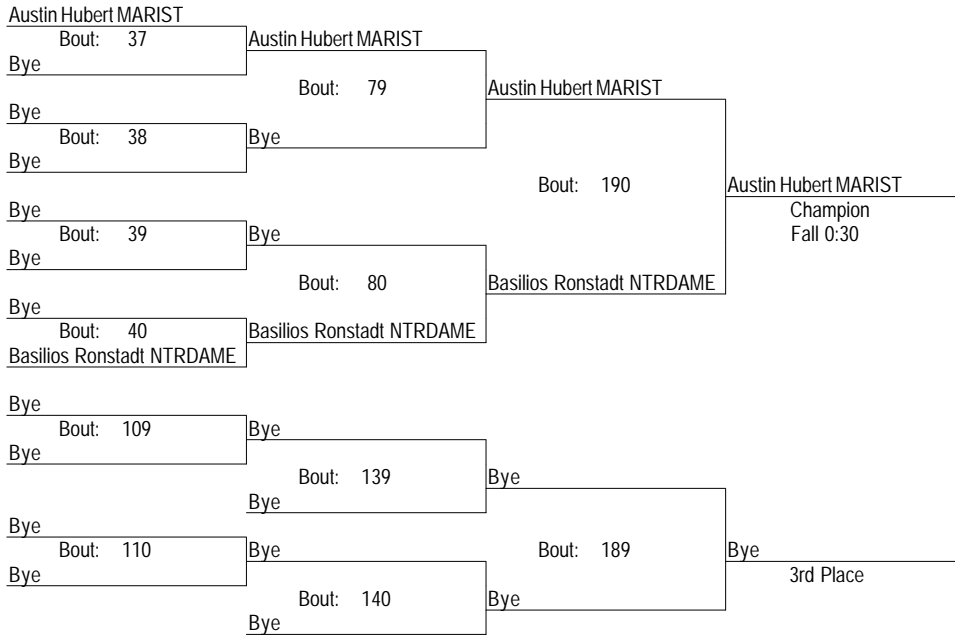 Austin Hubert MARIST
Bout: 37
Austin Hubert MARIST
Bye
Bout: 79
Austin Hubert MARIST
Bye
Bout: 38
Bye
Bye
Bout: 190
Austin Hubert MARIST
Champion
Fall 0:30
Bye
Bout: 39
Bye
Bye
Bout: 80
Basilios Ronstadt NTRDAME
Bye
Bout: 40
Basilios Ronstadt NTRDAME
Basilios Ronstadt NTRDAME
Bye
Bout: 109
Bye
Bye
Bout: 139
Bye
Bye
Bye
Bout: 110
Bye
Bout: 189
Bye
Bye
3rd Place
Bout: 140
Bye
Bye